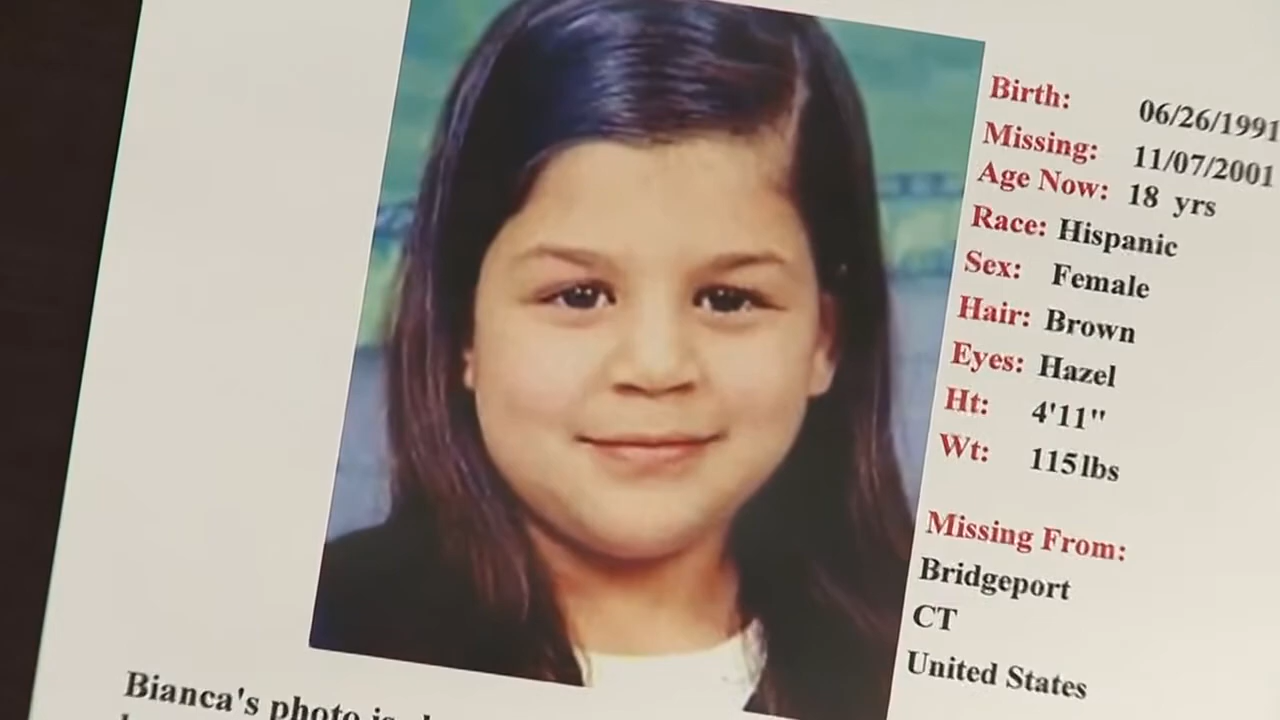 Birth: 06/26/1991
Missing: 11/07/2001
Age Now: 18 yrs
Race: Hispanic
Sex: Female
Hair: Brown
Eyes: Hazel
Ht: 4'11"
Wt: 115lbs
Missing From:
Bridgeport
CT
United States
Bianca's photo is